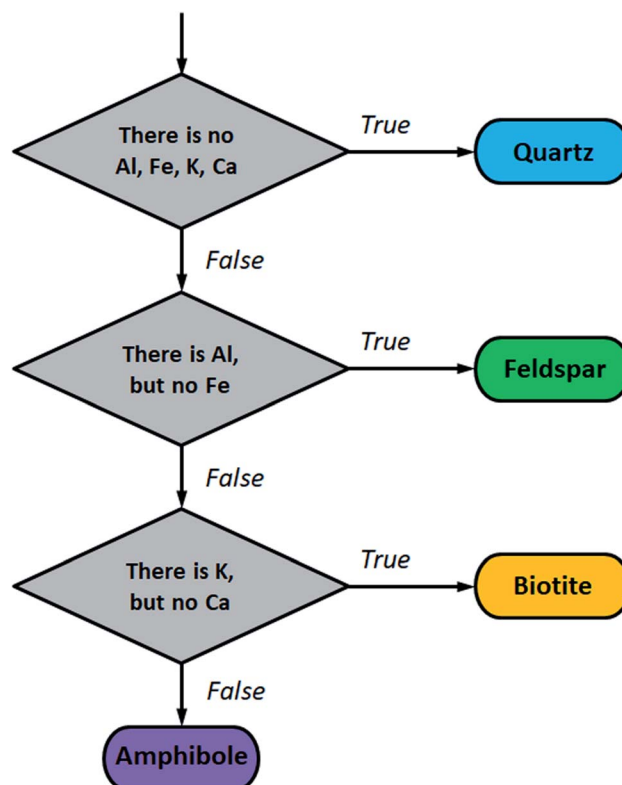 There is no
Al, Fe, K, Ca
True
Quartz
False
There is Al,
but no Fe
True
Feldspar
False
There is K,
but no Ca
True
Biotite
False
Amphibole